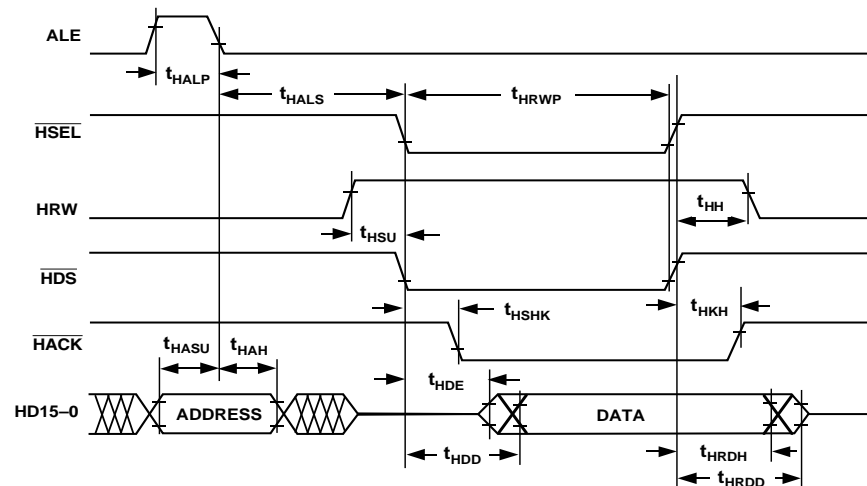 ALE
tHALP
tHALS
tHRWP
HSEL
HRW
tHH
tHSU
HDS
tHSHK
tHKH
HACK
tHASU
tHAH
tHDE
HD15–0
ADDRESS
DATA
tHDD
tHRDH
tHRDD